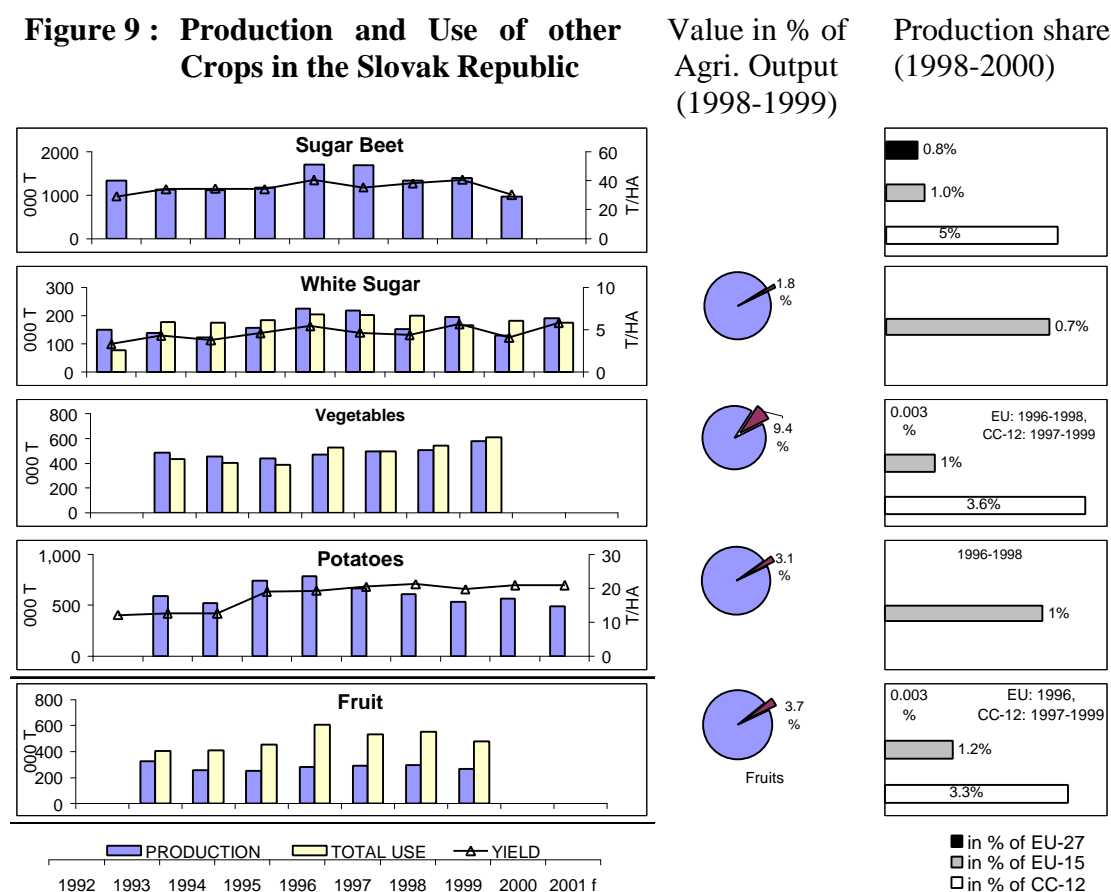 Figure 9 : Production and Use of other
Crops in the Slovak Republic
Value in % of
Agri. Output
(1998-1999)
Production share
(1998-2000)
Sugar Beet
2000
1000
0
000 T
60
40
20
0
T/HA
0.8%
1.0%
5%
White Sugar
300
200
100
0
000 T
10
5
0
T/HA
1.8
%
0.7%
Vegetables
800
600
400
200
0
000 T
9.4
%
0.003
%
EU: 1996-1998,
CC-12: 1997-1999
1%
3.6%
Potatoes
1,000
500
0
000 T
30
20
10
0
T/HA
3.1
%
1996-1998
1%
Fruit
800
600
400
200
0
000 T
3.7
%
Fruits
0.003
%
EU: 1996,
CC-12: 1997-1999
1.2%
3.3%
PRODUCTION TOTAL USE YIELD
1992 1993 1994 1995 1996 1997 1998 1999 2000 2001 f
in % of EU-27
in % of EU-15
in % of CC-12